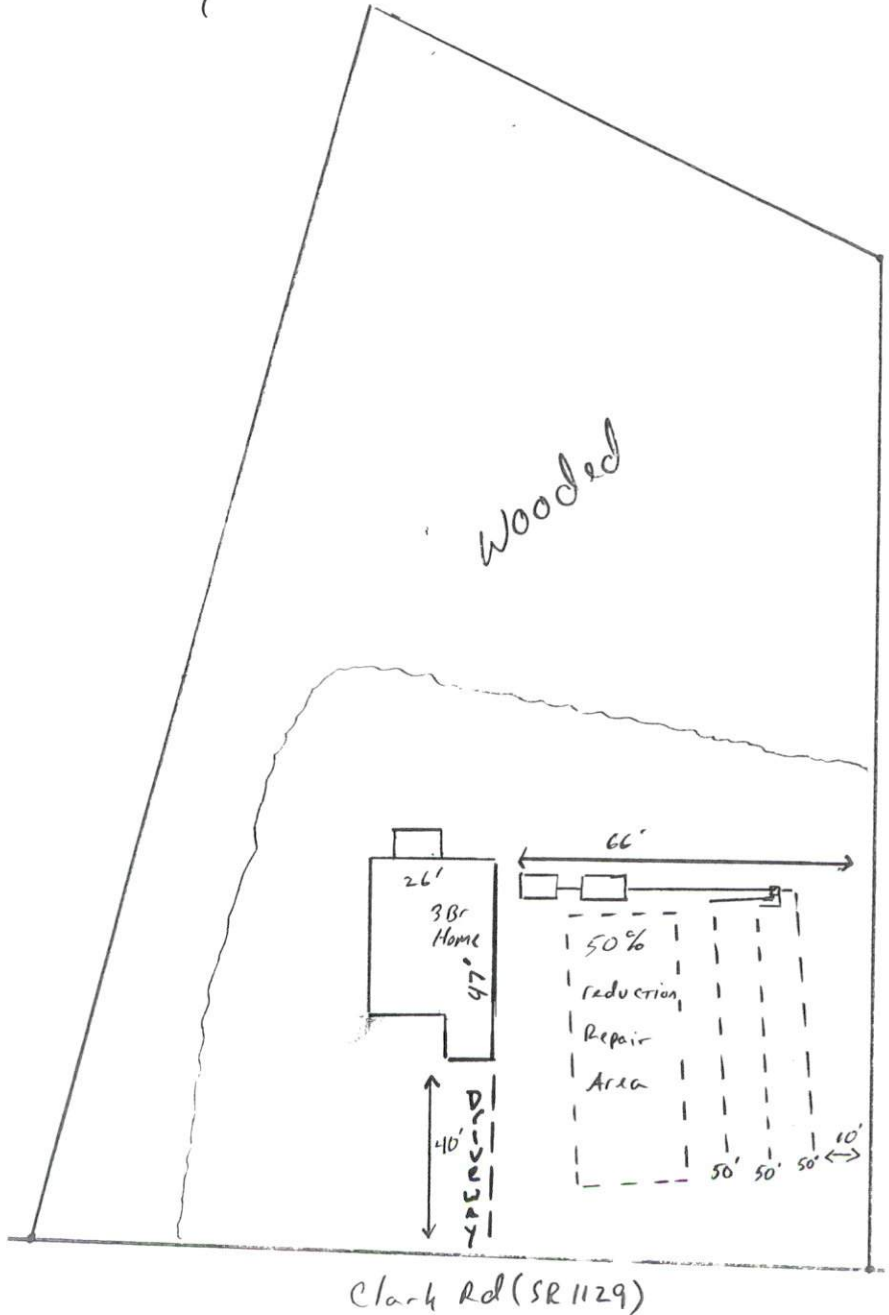 Wooded
66'
26'
3Br
Home
47'
50%
reduction
Repair
Area
40'
DRIVEWAY
50' 50' 50' 10'
Clark Rd (SR 1129)